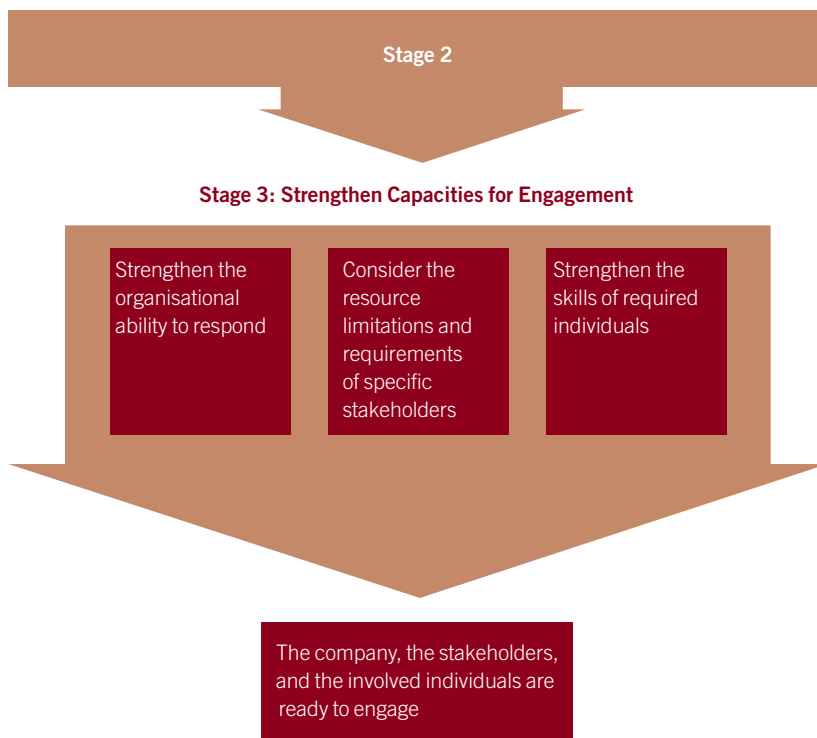 Stage 2
Stage 3: Strengthen Capacities for Engagement
Strengthen the
organisational
ability to respond
Consider the
resource
limitations and
requirements
of specific
stakeholders
Strengthen the
skills of required
individuals
The company, the stakeholders,
and the involved individuals are
ready to engage